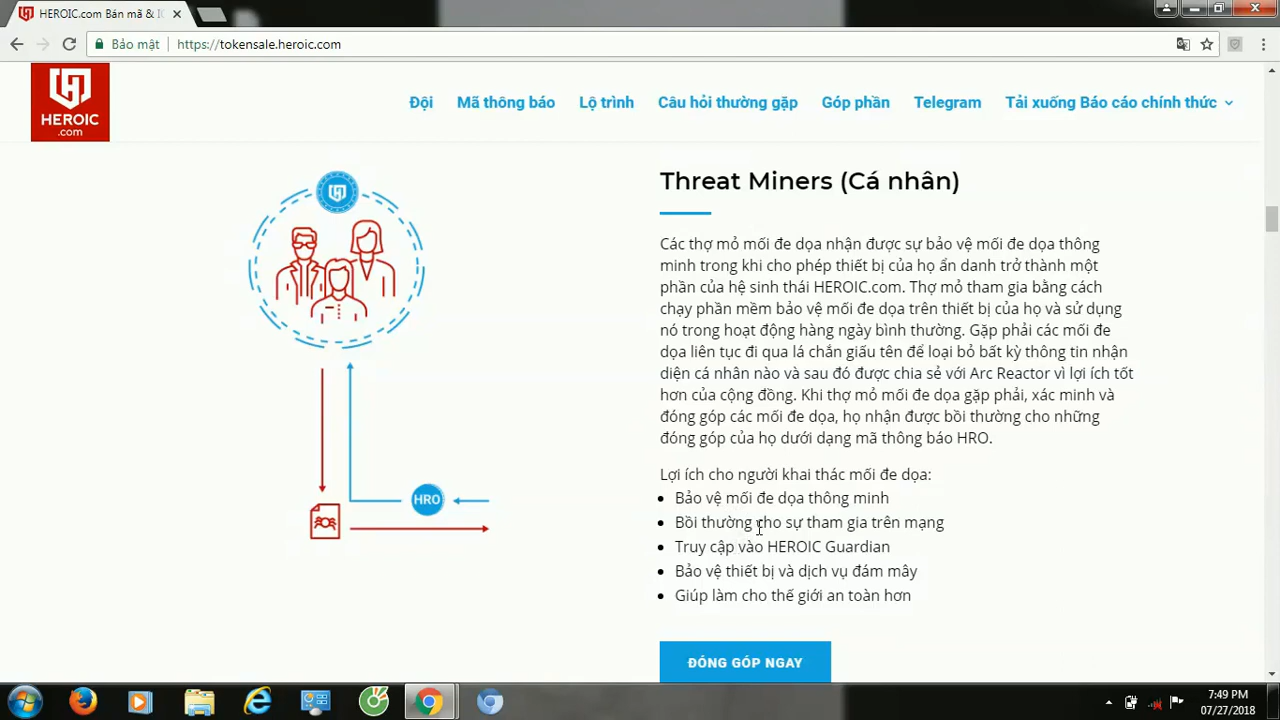 HEROIC.com Bán mã & I
Bảo mật
https://tokensale.heroic.com
HEROIC
.com
Đội
Mã thông báo
Lộ trình
Câu hỏi thường gặp
Góp phần
Telegram
Tải xuống Báo cáo chính thức
Threat Miners (Cá nhân)
Các thợ mỏ mối đe dọa nhận được sự bảo vệ mối đe dọa thông
minh trong khi cho phép thiết bị của họ ẩn danh trở thành một
phần của hệ sinh thái HEROIC.com. Thợ mỏ tham gia bằng cách
chạy phần mềm bảo vệ mối đe dọa trên thiết bị của họ và sử dụng
nó trong hoạt động hàng ngày bình thường. Gặp phải các mối đe
dọa liên tục đi qua lá chắn giấu tên để loại bỏ bất kỳ thông tin nhận
diện cá nhân nào và sau đó được chia sẻ với Arc Reactor vì lợi ích tốt
hơn của cộng đồng. Khi thợ mỏ mối đe dọa gặp phải, xác minh và
đóng góp các mối đe dọa, họ nhận được bồi thường cho những
đóng góp của họ dưới dạng mã thông báo HRO.
Lợi ích cho người khai thác mối đe dọa:
Bảo vệ mối đe dọa thông minh
Bồi thường cho sự tham gia trên mạng
Truy cập vào HEROIC Guardian
Bảo vệ thiết bị và dịch vụ đám mây
Giúp làm cho thế giới an toàn hơn
HRO
ĐÓNG GÓP NGAY
7:49 PM
07/27/2018